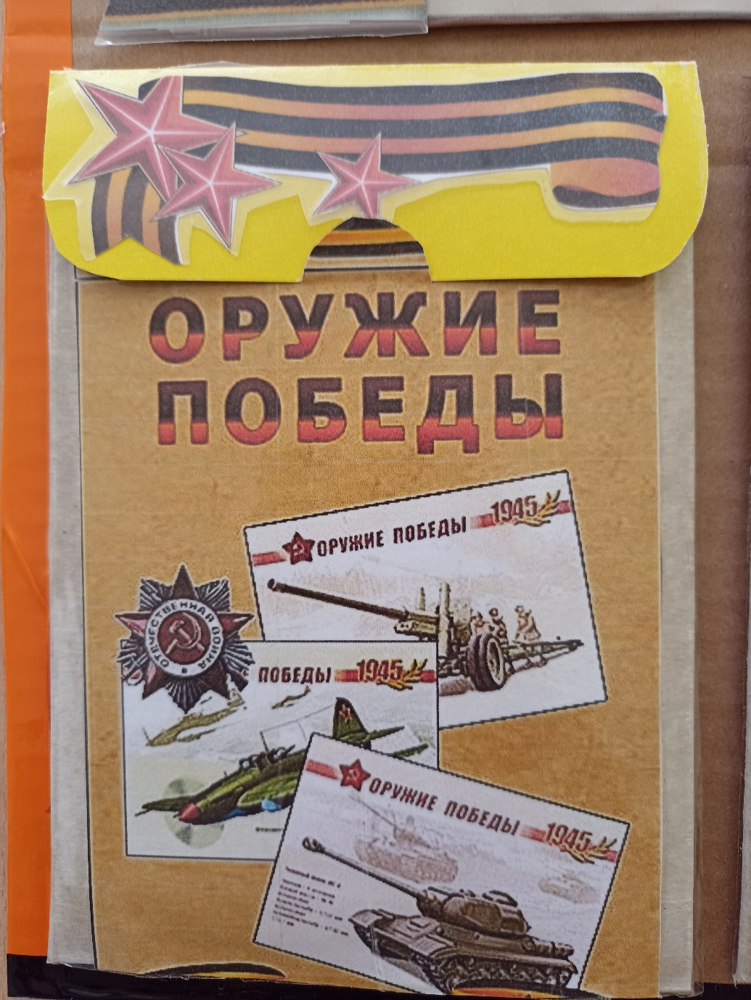 ОРУЖИЕ
ПОБЕДЫ
ОРУЖИЕ ПОБЕДЫ 1945
ОТЕЧЕСТВЕННАЯ ВОЙНА
ПОБЕДЫ 1945
ОРУЖИЕ ПОБЕДЫ 1945